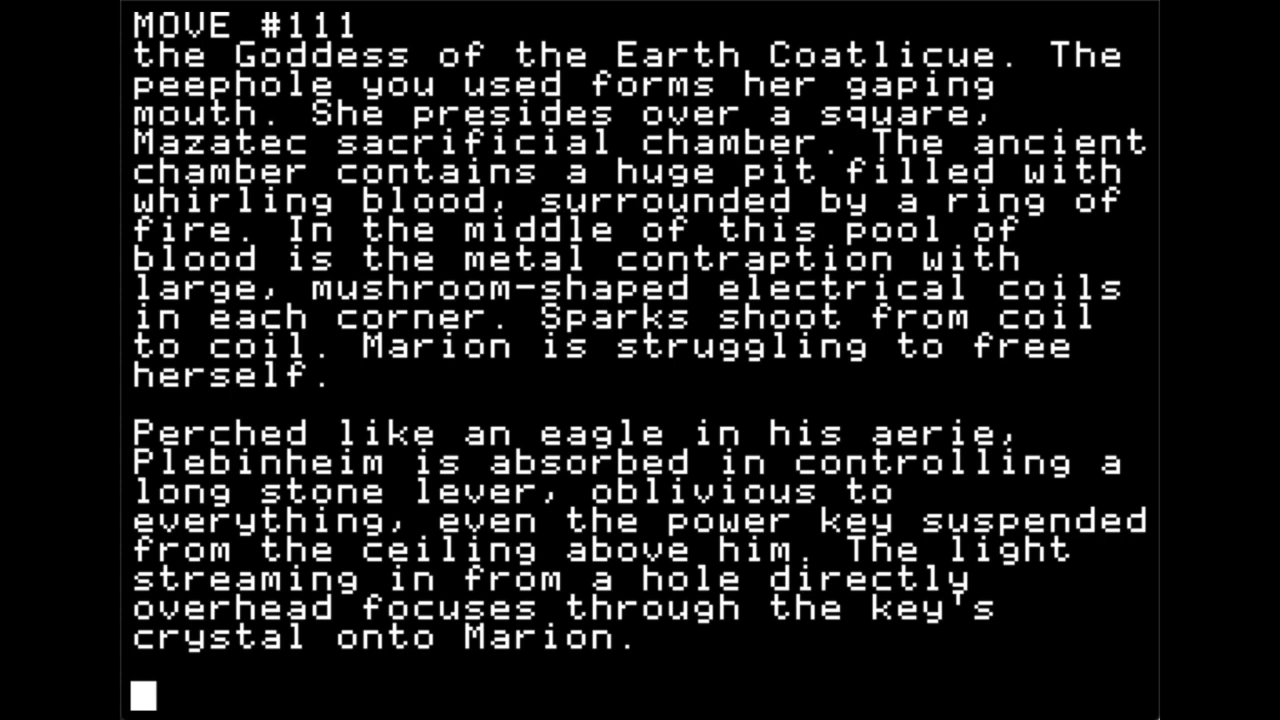 MOVE #111
the Goddess of the Earth Coatlicue. The
peephole you used forms her gaping
mouth. She presides over a square,
Mazatec sacrificial chamber. The ancient
chamber contains a huge pit filled with
whirling blood, surrounded by a ring of
fire. In the middle of this pool of
blood is the metal contraption with
large, mushroom-shaped electrical coils
in each corner. Sparks shoot from coil
to coil. Marion is struggling to free
herself.
Perched like an eagle in his aerie,
Plebinheim is absorbed in controlling a
long stone lever, oblivious to
everything, even the power key suspended
from the ceiling above him. The light
streaming in from a hole directly
overhead focuses through the key's
crystal onto Marion.